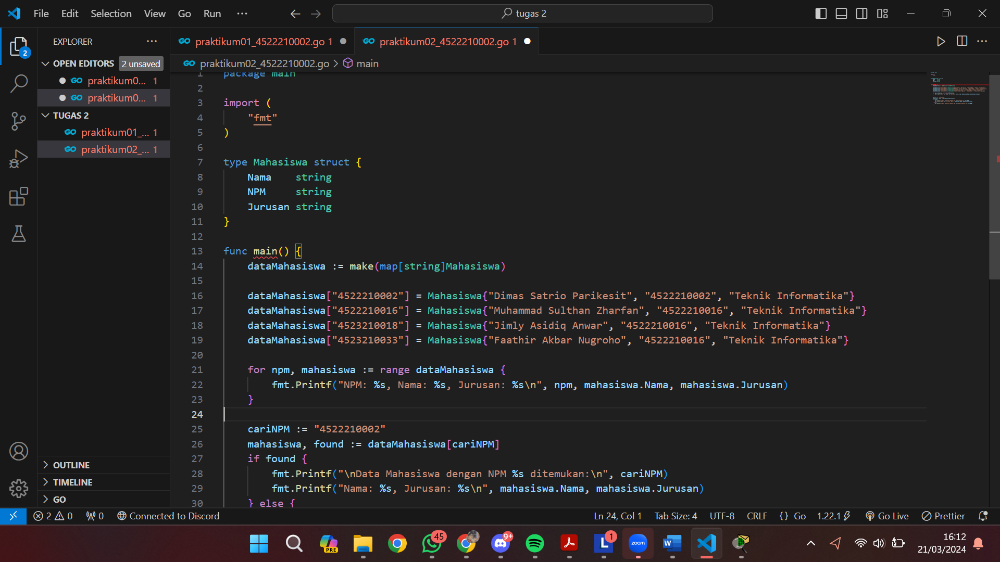 File Edit Selection View Go Run ···
tugas 2
EXPLORER ···
OPEN EDITORS 2 unsaved
GO praktikum0... 1
GO praktikum0... 1
TUGAS 2
GO praktikum01_... 1
GO praktikum02_... 1
OUTLINE
TIMELINE
GO
2
GO praktikum01_4522210002.go 1
GO praktikum02_4522210002.go 1
GO praktikum02_4522210002.go > main
1 package main
2
3 import (
4 "fmt"
5 )
6
7 type Mahasiswa struct {
8 Nama string
9 NPM string
10 Jurusan string
11 }
12
13 func main() {
14 dataMahasiswa := make(map[string]Mahasiswa)
15
16 dataMahasiswa["4522210002"] = Mahasiswa{"Dimas Satrio Parikesit", "4522210002", "Teknik Informatika"}
17 dataMahasiswa["4522210016"] = Mahasiswa{"Muhammad Sulthan Zharfan", "4522210016", "Teknik Informatika"}
18 dataMahasiswa["4523210018"] = Mahasiswa{"Jimly Asidiq Anwar", "4522210016", "Teknik Informatika"}
19 dataMahasiswa["4523210033"] = Mahasiswa{"Faathir Akbar Nugroho", "4522210016", "Teknik Informatika"}
20
21 for npm, mahasiswa := range dataMahasiswa {
22 fmt.Printf("NPM: %s, Nama: %s, Jurusan: %s\n", npm, mahasiswa.Nama, mahasiswa.Jurusan)
23 }
24
25 cariNPM := "4522210002"
26 mahasiswa, found := dataMahasiswa[cariNPM]
27 if found {
28 fmt.Printf("\nData Mahasiswa dengan NPM %s ditemukan:\n", cariNPM)
29 fmt.Printf("Nama: %s, Jurusan: %s\n", mahasiswa.Nama, mahasiswa.Jurusan)
30 } else {
2 0 0 Connected to Discord Ln 24, Col 1 Tab Size: 4 UTF-8 CRLF {} Go 1.22.1 Go Live Prettier
PRE 45 9+ L 1 zoom W
16:12
21/03/2024